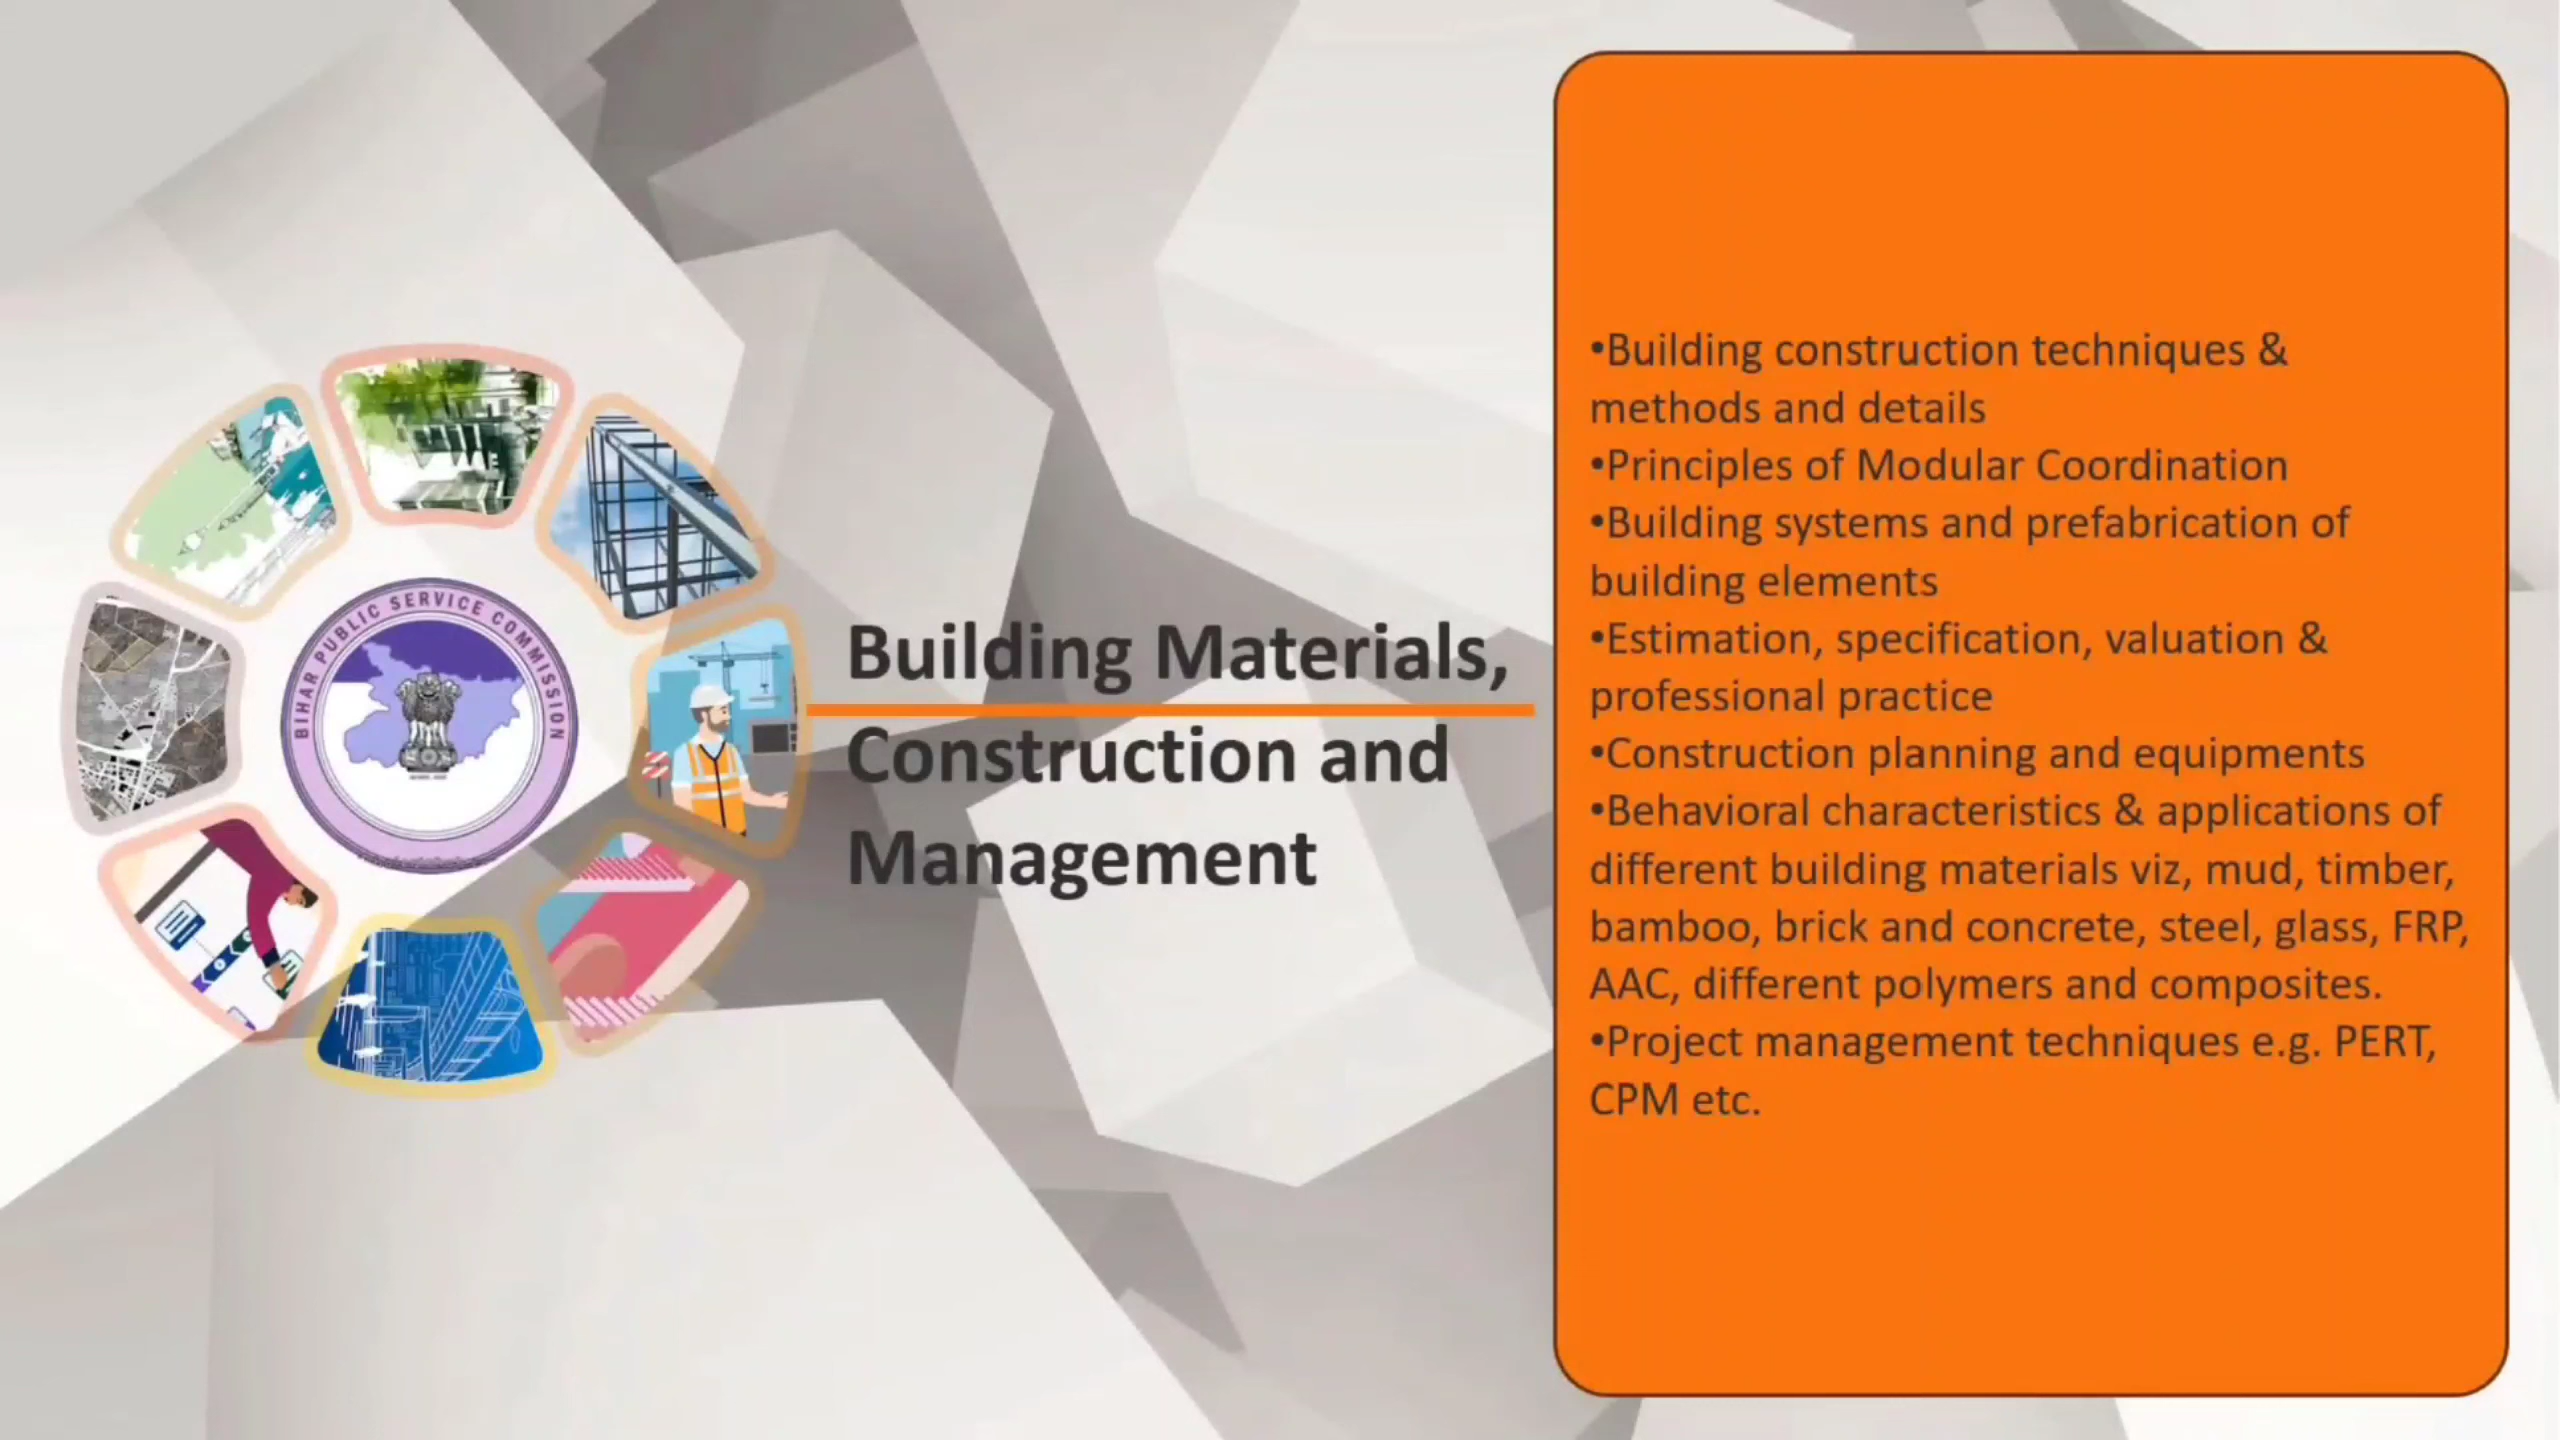 BIHAR PUBLIC SERVICE COMMISSION
Building Materials,
Construction and
Management
•Building construction techniques &
methods and details
•Principles of Modular Coordination
•Building systems and prefabrication of
building elements
•Estimation, specification, valuation &
professional practice
•Construction planning and equipments
•Behavioral characteristics & applications of
different building materials viz, mud, timber,
bamboo, brick and concrete, steel, glass, FRP,
AAC, different polymers and composites.
•Project management techniques e.g. PERT,
CPM etc.